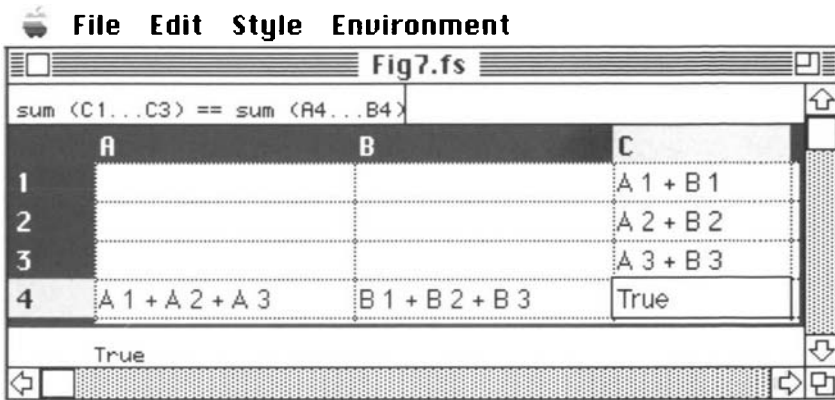 File Edit Style Environment
Fig7.fs
sum (C1...C3) == sum (A4...B4)
A B C
1 A 1 + B 1
2 A 2 + B 2
3 A 3 + B 3
4 A 1 + A 2 + A 3 B 1 + B 2 + B 3 True
True